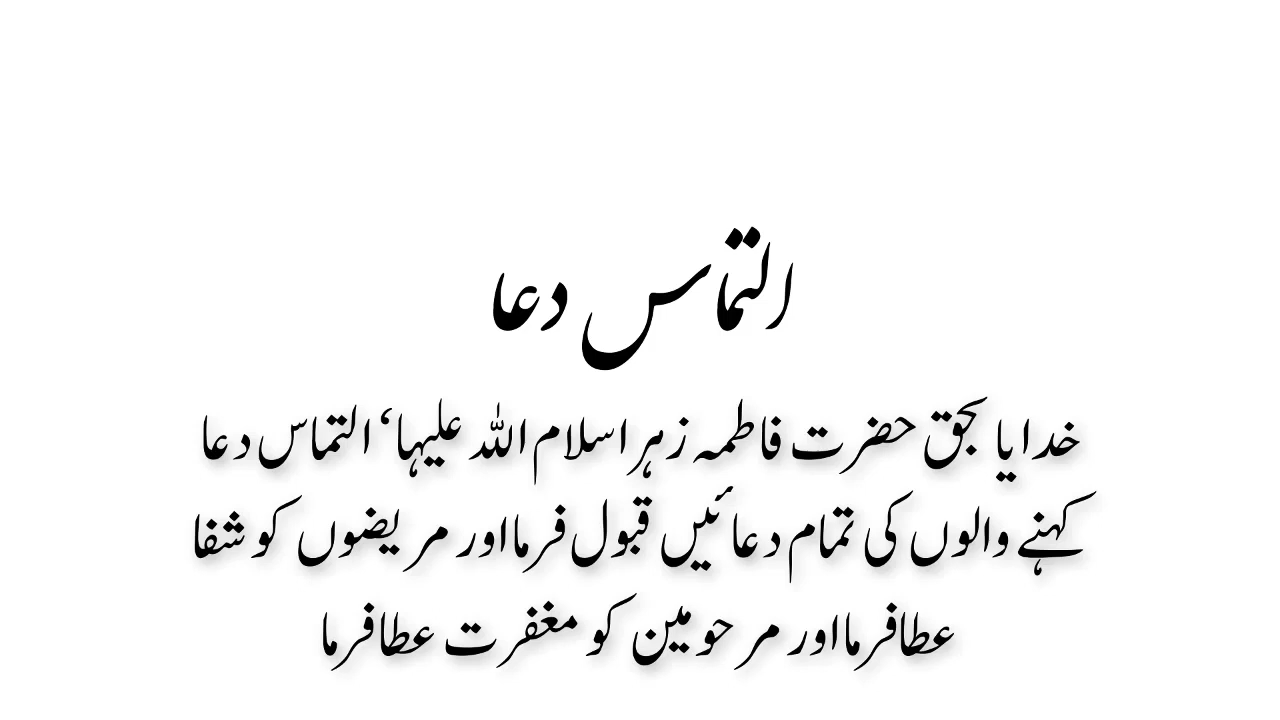 التماس دعا
خدایا بحق حضرت فاطمہ زہرا سلام اللہ علیہا‘ التماس دعا
کہنے والوں کی تمام دعائیں قبول فرما اور مریضوں کو شفا
عطا فرما اور مرحومین کو مغفرت عطا فرما